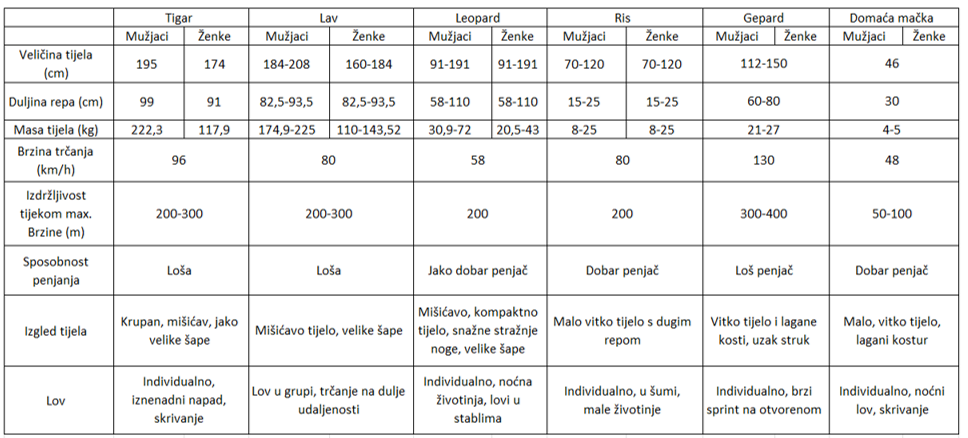 Tigar Lav Leopard Ris Gepard Domaća mačka
Mužjaci Ženke Mužjaci Ženke Mužjaci Ženke Mužjaci Ženke Mužjaci Ženke Mužjaci Ženke
Veličina tijela
(cm) 195 174 184-208 160-184 91-191 91-191 70-120 70-120 112-150 46
Duljina repa (cm) 99 91 82,5-93,5 82,5-93,5 58-110 58-110 15-25 15-25 60-80 30
Masa tijela (kg) 222,3 117,9 174,9-225 110-143,52 30,9-72 20,5-43 8-25 8-25 21-27 4-5
Brzina trčanja
(km/h) 96 80 58 80 130 48
Izdržljivost
tijekom max.
Brzine (m) 200-300 200-300 200 200 300-400 50-100
Sposobnost
penjanja Loša Loša Jako dobar penjač Dobar penjač Loš penjač Dobar penjač
Izgled tijela
Krupan, mišićav, jako
velike šape
Mišićavo tijelo, velike šape
Mišićavo, kompaktno
tijelo, snažne stražnje
noge, velike šape
Malo vitko tijelo s dugim
repom
Vitko tijelo i lagane
kosti, uzak struk
Malo, vitko tijelo,
lagani kostur
Lov
Individualno,
iznenadni napad,
skrivanje
Lov u grupi, trčanje na dulje
udaljenosti
Individualno, noćna
životinja, lovi u
stablima
Individualno, u šumi,
male životinje
Individualno, brzi
sprint na otvorenom
Individualno, noćni
lov, skrivanje